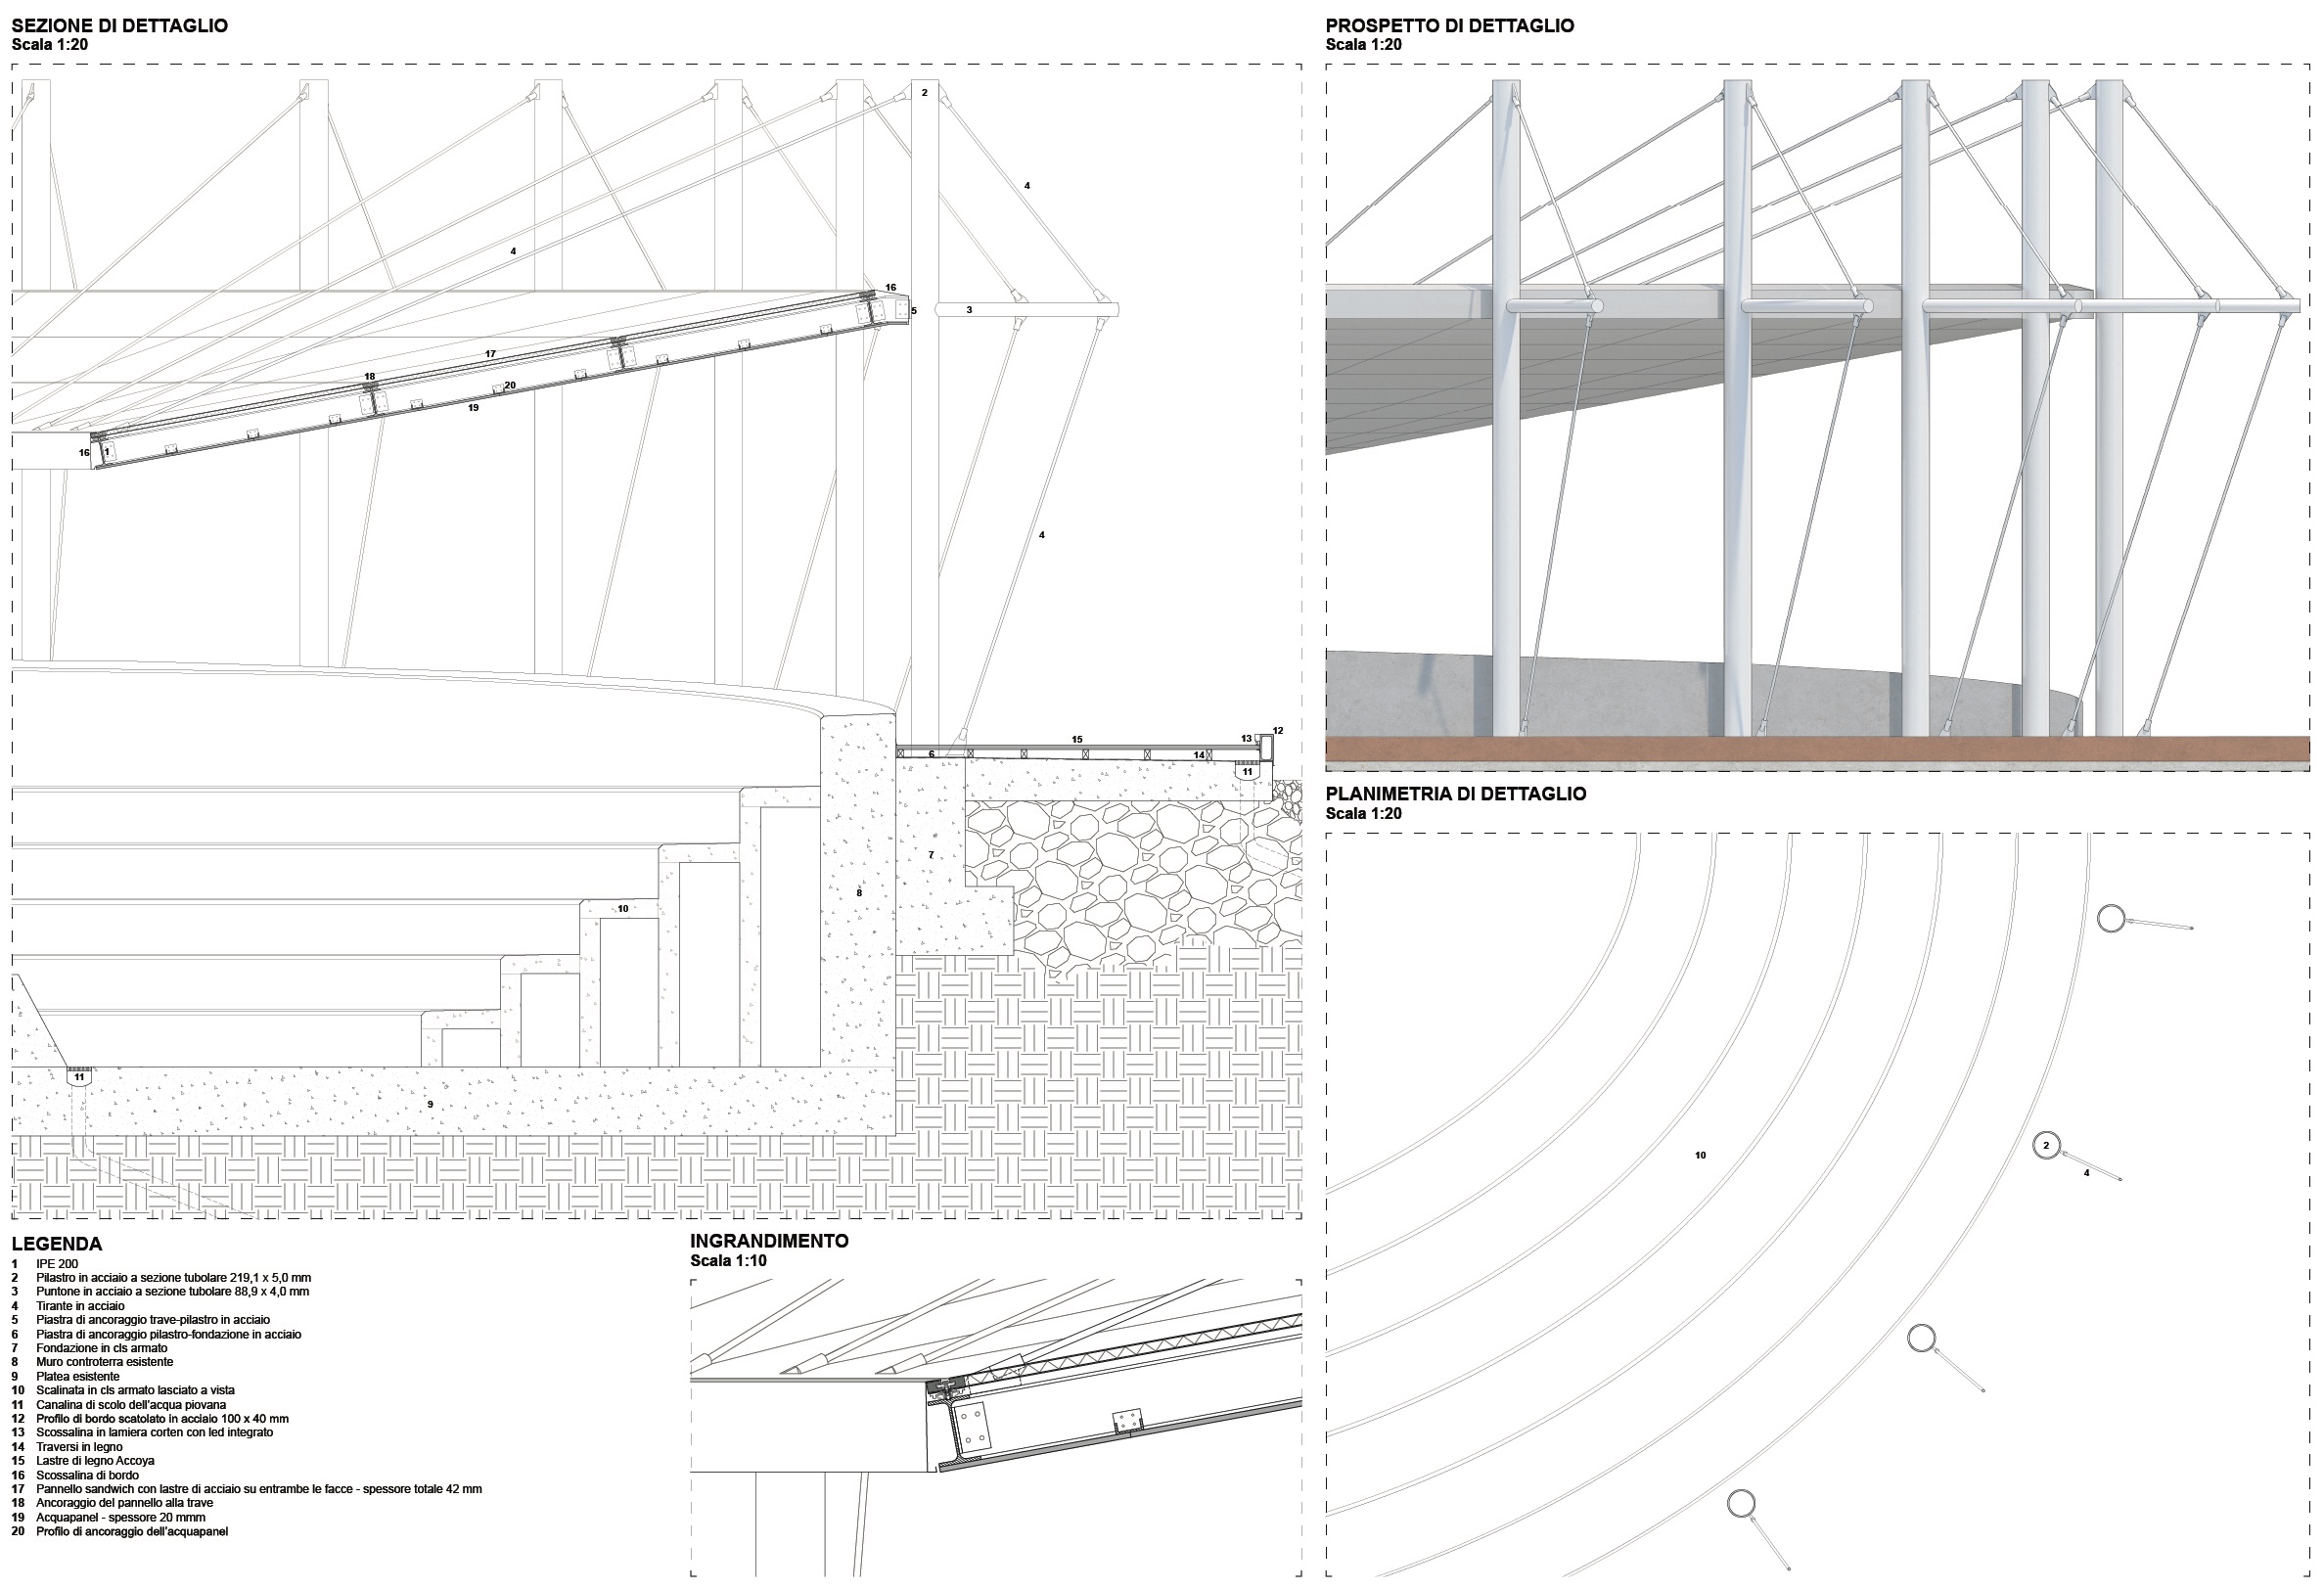 SEZIONE DI DETTAGLIO
Scala 1:20
2
4
4
16
5
3
17
18
20
19
16
1
4
15
13
12
6
14
11
7
8
10
11
9
PROSPETTO DI DETTAGLIO
Scala 1:20
PLANIMETRIA DI DETTAGLIO
Scala 1:20
10
2
4
LEGENDA
1 IPE 200
2 Pilastro in acciaio a sezione tubolare 219,1 x 5,0 mm
3 Puntone in acciaio a sezione tubolare 88,9 x 4,0 mm
4 Tirante in acciaio
5 Piastra di ancoraggio trave-pilastro in acciaio
6 Piastra di ancoraggio pilastro-fondazione in acciaio
7 Fondazione in cls armato
8 Muro controterra esistente
9 Platea esistente
10 Scalinata in cls armato lasciato a vista
11 Canalina di scolo dell'acqua piovana
12 Profilo di bordo scatolato in acciaio 100 x 40 mm
13 Scossalina in lamiera corten con led integrato
14 Traversi in legno
15 Lastre di legno Accoya
16 Scossalina di bordo
17 Pannello sandwich con lastre di acciaio su entrambe le facce - spessore totale 42 mm
18 Ancoraggio del pannello alla trave
19 Acquapanel - spessore 20 mmm
20 Profilo di ancoraggio dell'acquapanel
INGRANDIMENTO
Scala 1:10